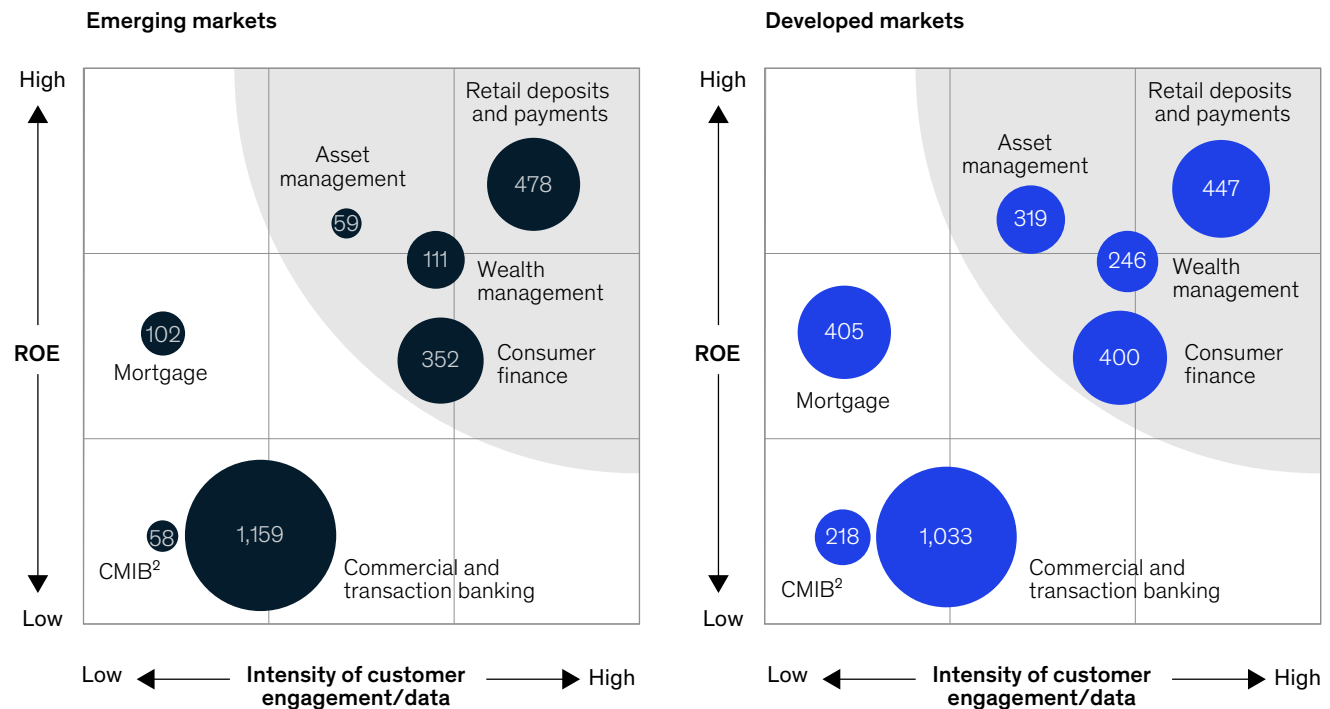 Emerging markets
High
ROE
Low
Retail deposits
and payments
478
Asset
management
59
111
Wealth
management
102
Mortgage
352
Consumer
finance
58
CMIB²
1,159
Commercial and
transaction banking
Low
Intensity of customer
engagement/data
High
Developed markets
High
ROE
Low
Retail deposits
and payments
447
Asset
management
319
246
Wealth
management
405
Mortgage
400
Consumer
finance
218
CMIB²
1,033
Commercial and
transaction banking
Low
Intensity of customer
engagement/data
High